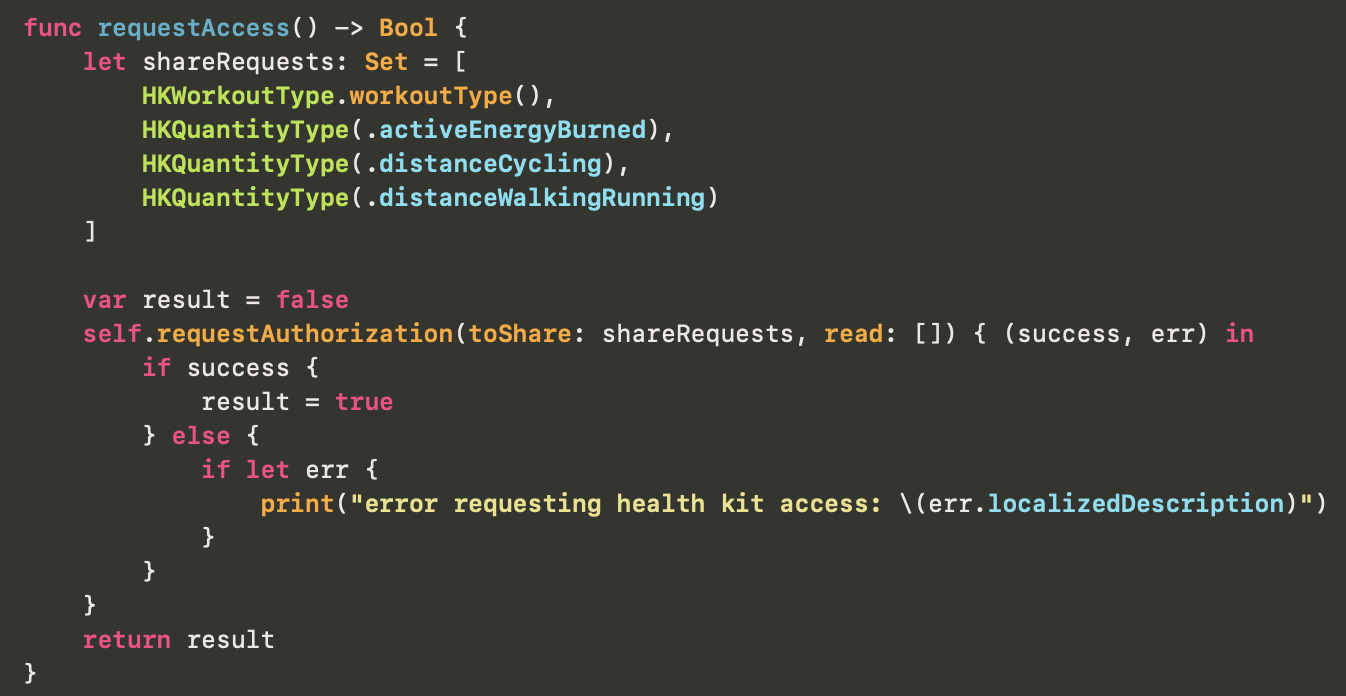 func requestAccess() -> Bool {
    let shareRequests: Set = [
        HKWorkoutType.workoutType(),
        HKQuantityType(.activeEnergyBurned),
        HKQuantityType(.distanceCycling),
        HKQuantityType(.distanceWalkingRunning)
    ]

    var result = false
    self.requestAuthorization(toShare: shareRequests, read: []) { (success, err) in
        if success {
            result = true
        } else {
            if let err {
                print("error requesting health kit access: \(err.localizedDescription)")
            }
        }
    }
    return result
}